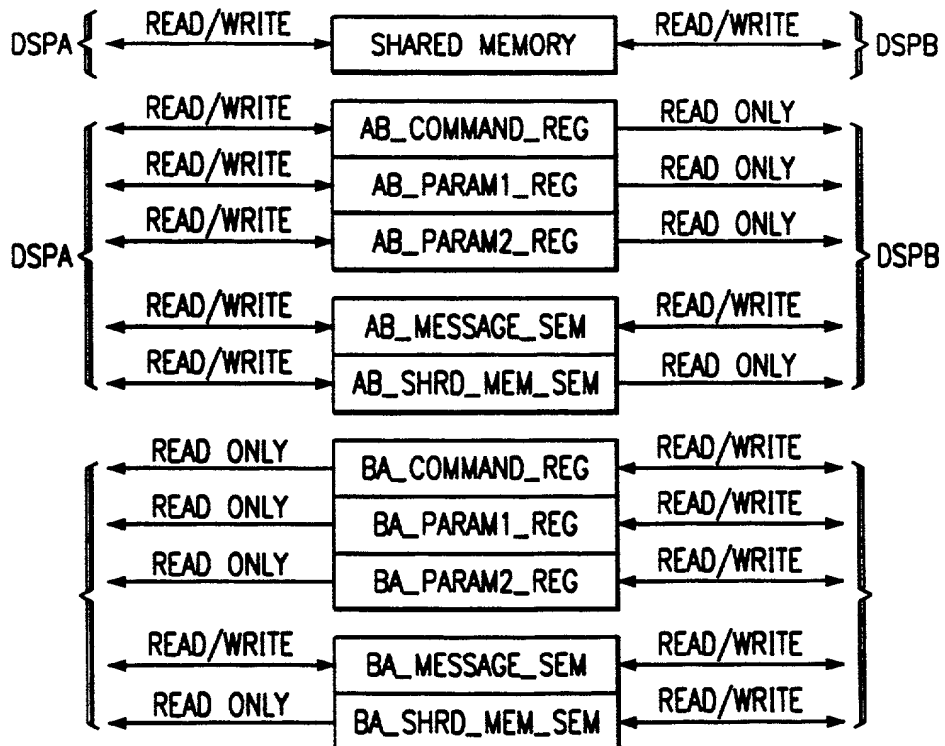 DSPA READ/WRITE SHARED MEMORY READ/WRITE DSPB
READ/WRITE AB_COMMAND_REG READ ONLY
READ/WRITE AB_PARAM1_REG READ ONLY
READ/WRITE AB_PARAM2_REG READ ONLY
DSPA DSPB
READ/WRITE AB_MESSAGE_SEM READ/WRITE
READ/WRITE AB_SHRD_MEM_SEM READ ONLY
READ ONLY BA_COMMAND_REG READ/WRITE
READ ONLY BA_PARAM1_REG READ/WRITE
READ ONLY BA_PARAM2_REG READ/WRITE
READ/WRITE BA_MESSAGE_SEM READ/WRITE
READ ONLY BA_SHRD_MEM_SEM READ/WRITE